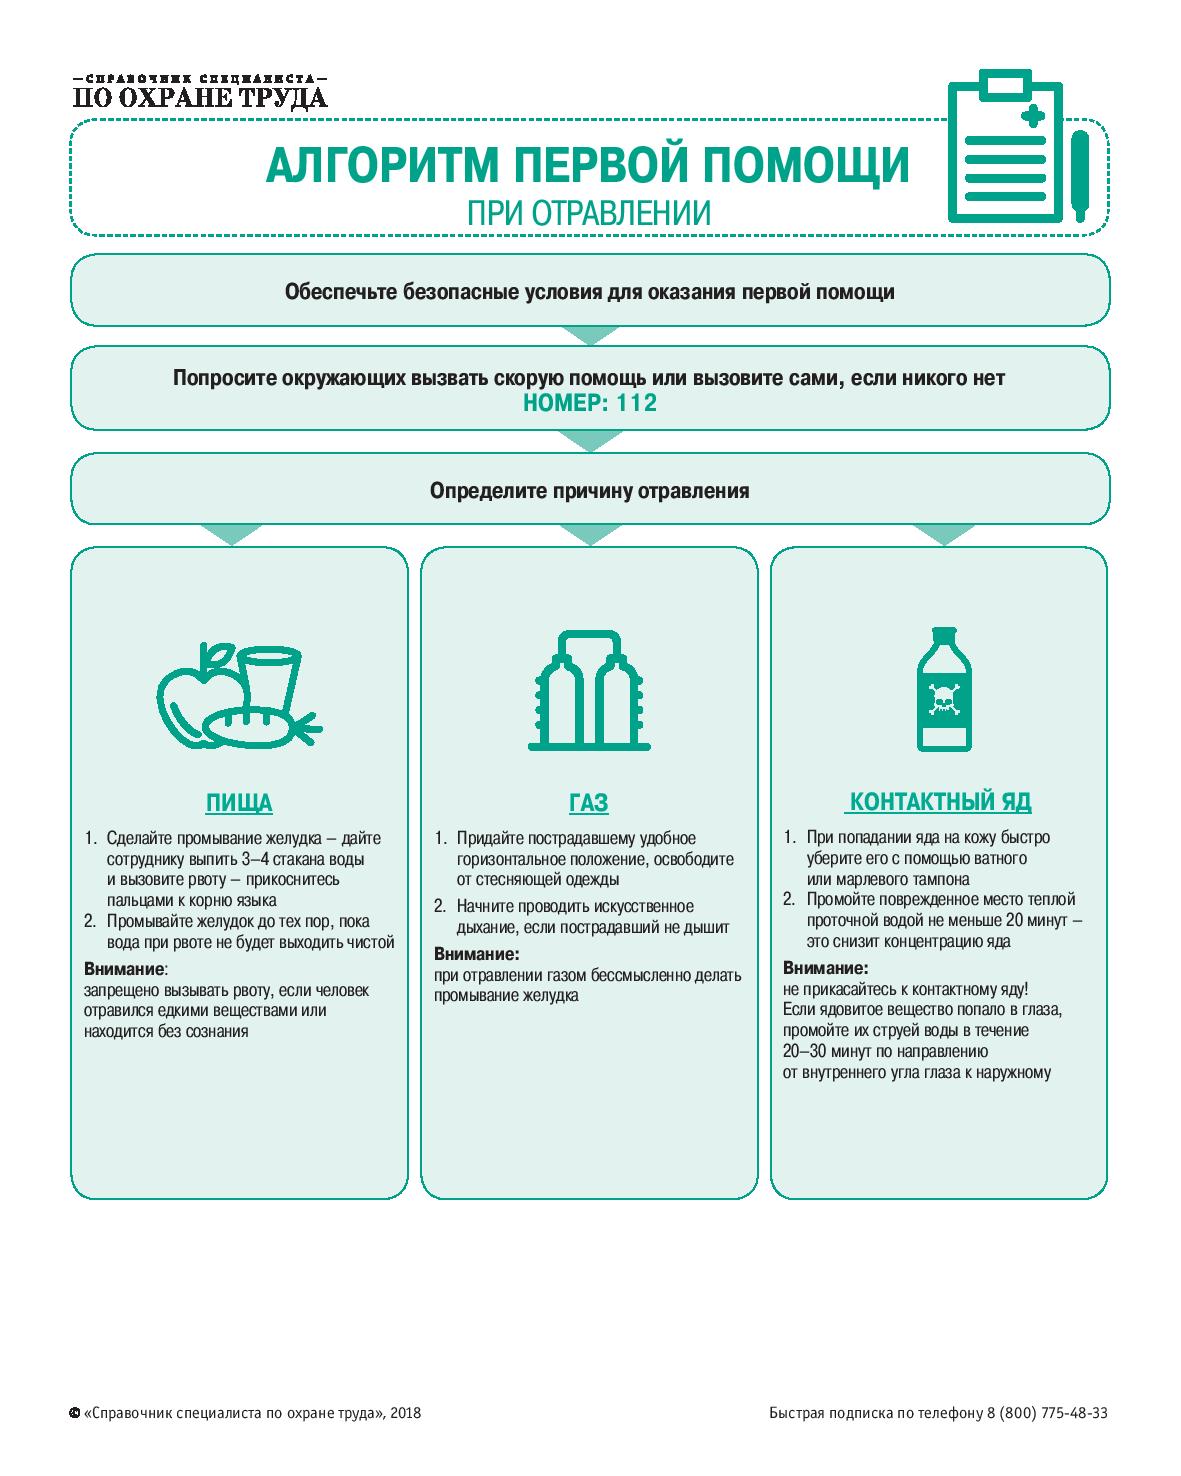 СПРАВОЧНИК СПЕЦИАЛИСТА
ПО ОХРАНЕ ТРУДА
АЛГОРИТМ ПЕРВОЙ ПОМОЩИ
ПРИ ОТРАВЛЕНИИ
Обеспечьте безопасные условия для оказания первой помощи
Попросите окружающих вызвать скорую помощь или вызовите сами, если никого нет
НОМЕР: 112
Определите причину отравления
ПИЩА
1. Сделайте промывание желудка – дайте
сотруднику выпить 3–4 стакана воды
и вызовите рвоту – прикоснитесь
пальцами к корню языка
2. Промывайте желудок до тех пор, пока
вода при рвоте не будет выходить чистой
Внимание:
запрещено вызывать рвоту, если человек
отравился едкими веществами или
находится без сознания
ГАЗ
1. Придайте пострадавшему удобное
горизонтальное положение, освободите
от стесняющей одежды
2. Начните проводить искусственное
дыхание, если пострадавший не дышит
Внимание:
при отравлении газом бессмысленно делать
промывание желудка
КОНТАКТНЫЙ ЯД
1. При попадании яда на кожу быстро
уберите его с помощью ватного
или марлевого тампона
2. Промойте поврежденное место теплой
проточной водой не меньше 20 минут –
это снизит концентрацию яда
Внимание:
не прикасайтесь к контактному яду!
Если ядовитое вещество попало в глаза,
промойте их струей воды в течение
20–30 минут по направлению
от внутреннего угла глаза к наружному
© «Справочник специалиста по охране труда», 2018
Быстрая подписка по телефону 8 (800) 775-48-33